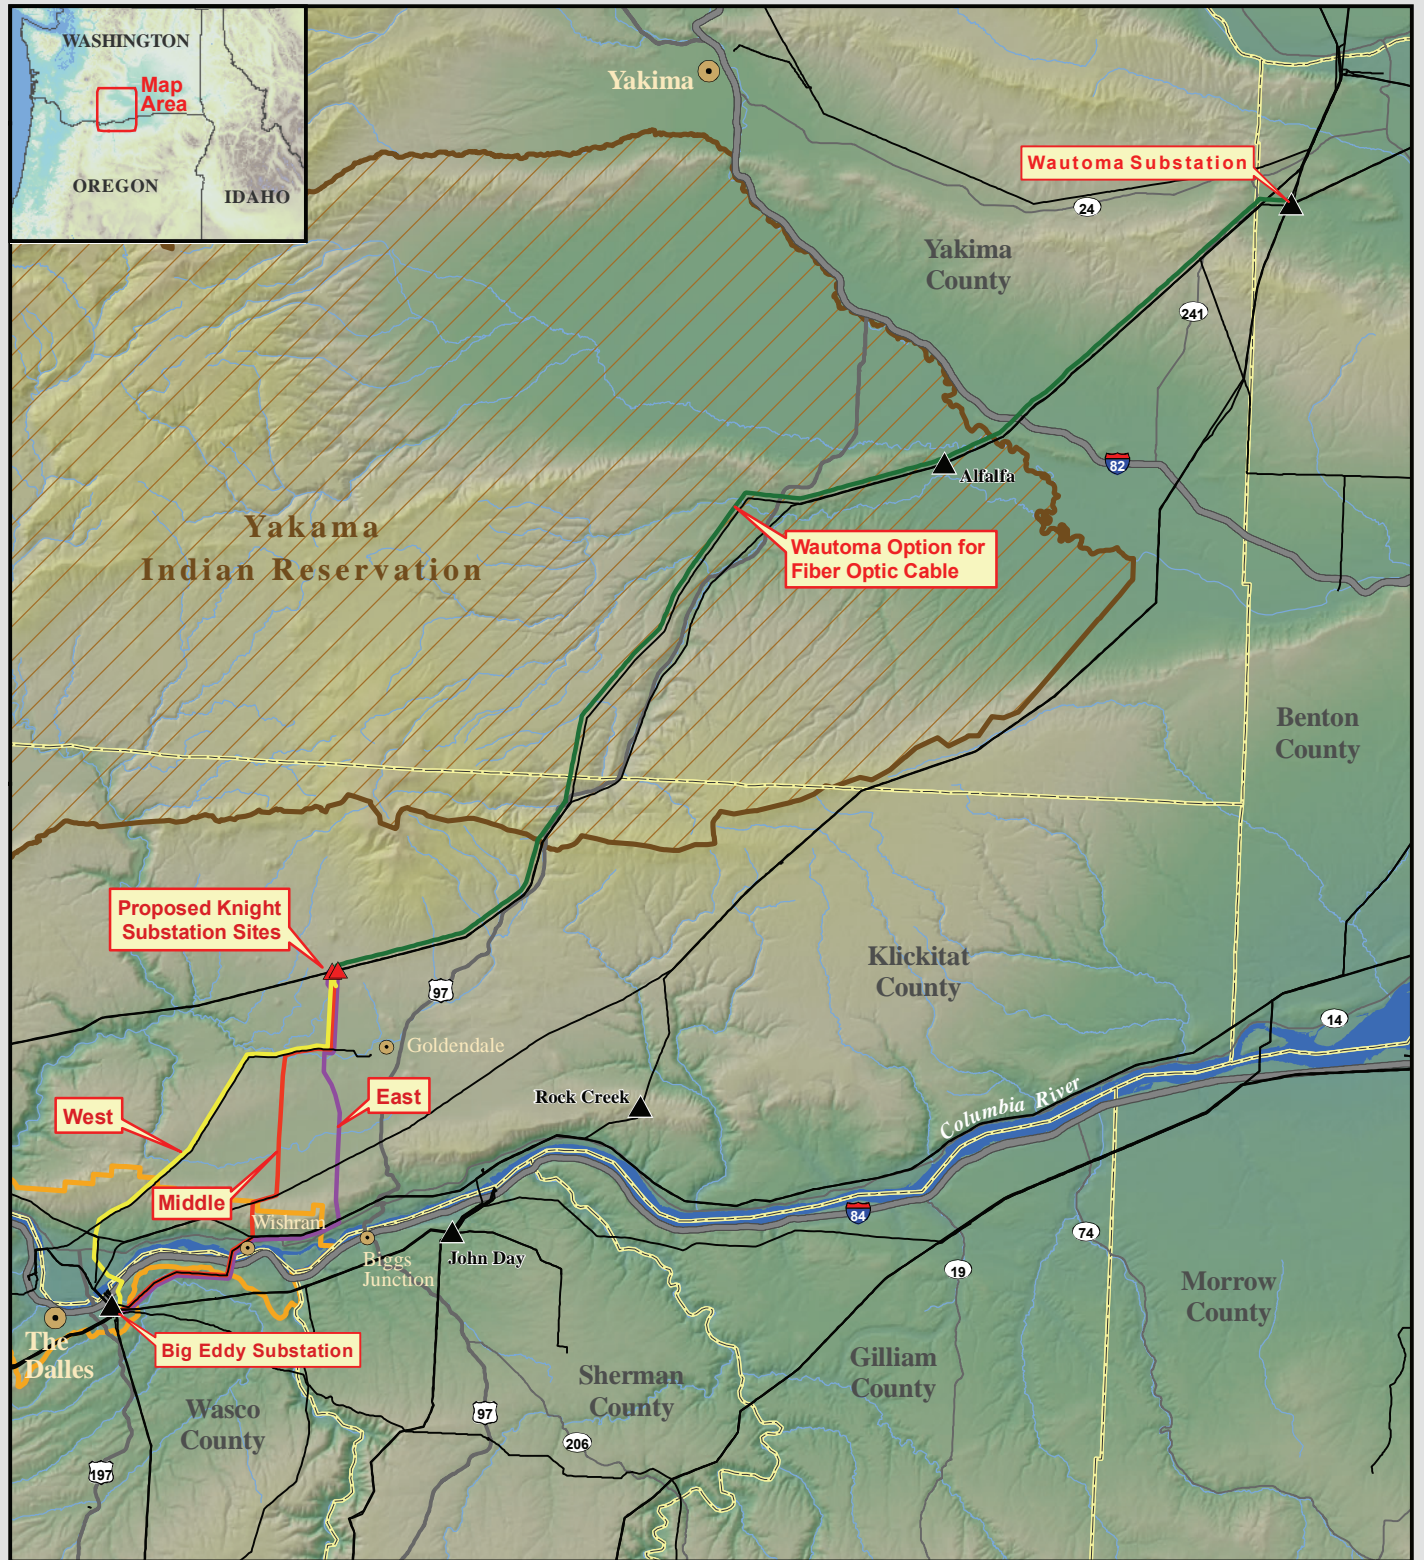 WASHINGTON
Map
Area
OREGON
IDAHO
Yakima
Wautoma Substation
24
Yakima
County
241
82
Alfalfa
Yakama
Indian Reservation
Wautoma Option for
Fiber Optic Cable
Benton
County
Proposed Knight
Substation Sites
Klickitat
County
97
14
Goldendale
East
Rock Creek
West
Columbia River
Middle
Wishram
84
74
Biggs
Junction
John Day
19
Morrow
County
The
Dalles
Big Eddy Substation
Gilliam
County
Sherman
County
Wasco
County
97
206
197